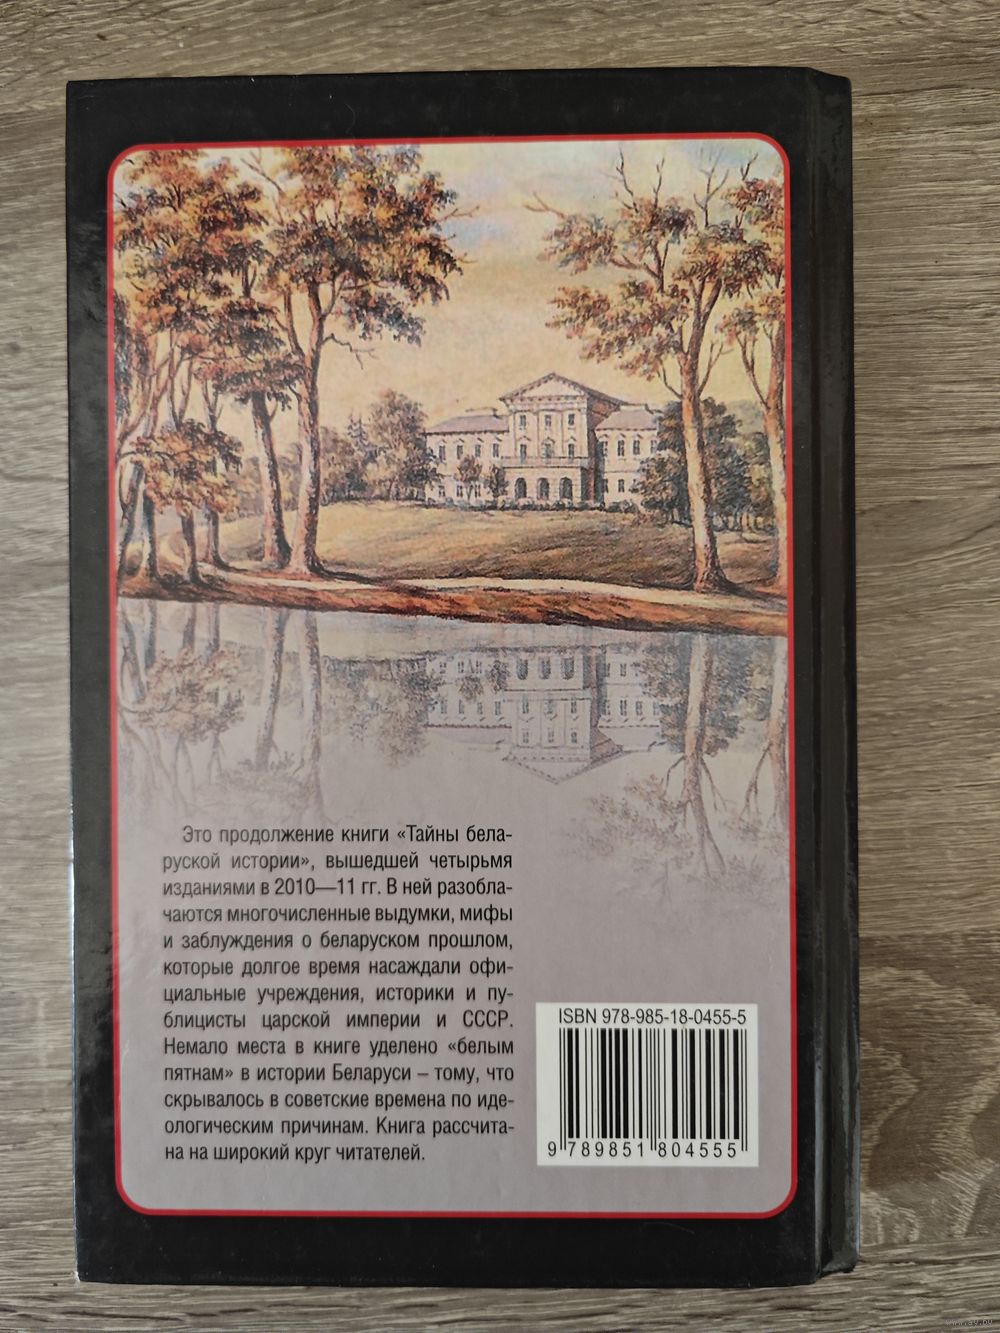 Это продолжение книги «Тайны бела-
руской истории», вышедшей четырьмя
изданиями в 2010—11 гг. В ней разобла-
чаются многочисленные выдумки, мифы
и заблуждения о беларуском прошлом,
которые долгое время насаждали офи-
циальные учреждения, историки и пу-
блицисты царской империи и СССР.
Немало места в книге уделено «белым
пятнам» в истории Беларуси – тому, что
скрывалось в советские времена по иде-
ологическим причинам. Книга рассчита-
на на широкий круг читателей.
ISBN 978-985-18-0455-5
9 789851 804555